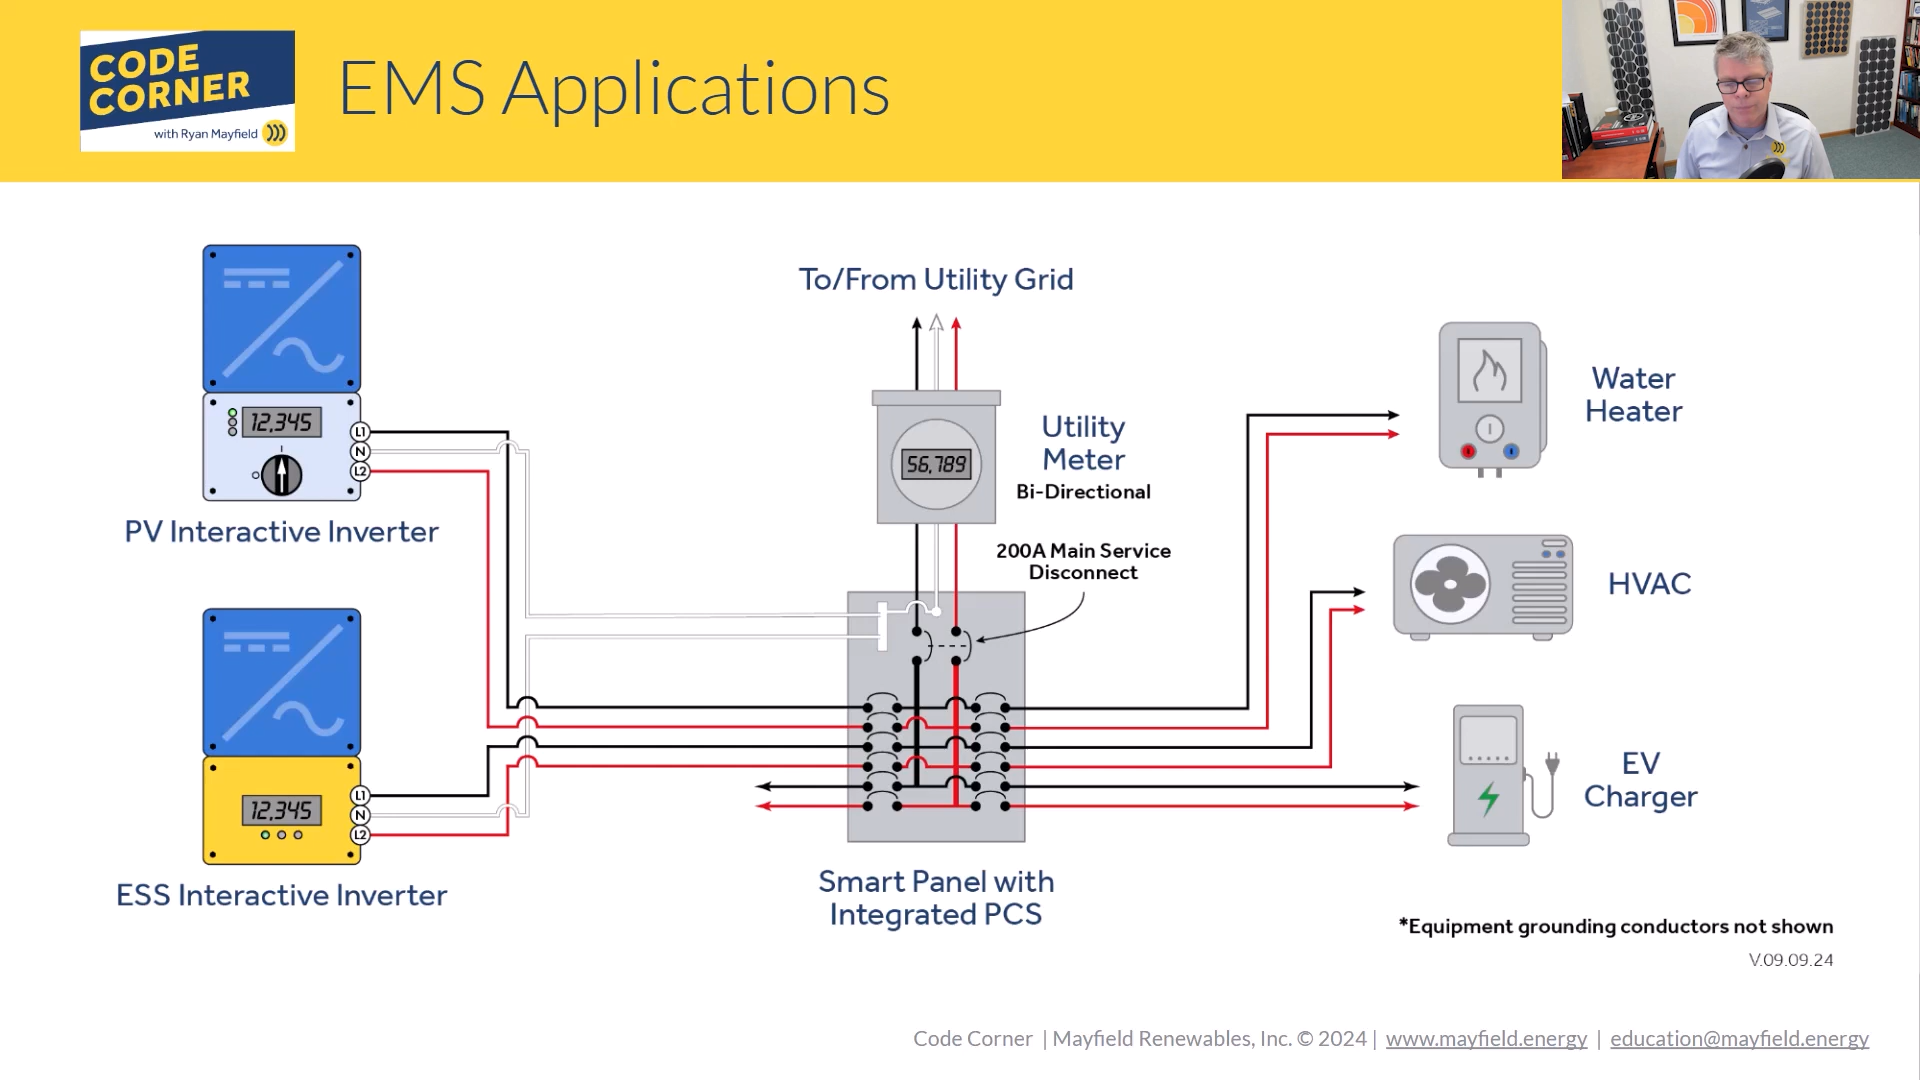 CODE
CORNER
with Ryan Mayfield
EMS Applications
To/From Utility Grid
12,345
L1
N
L2
PV Interactive Inverter
56,789
Utility
Meter
Bi-Directional
200A Main Service
Disconnect
Water
Heater
HVAC
12,345
L1
N
L2
ESS Interactive Inverter
EV
Charger
Smart Panel with
Integrated PCS
*Equipment grounding conductors not shown
V.09.09.24
Code Corner | Mayfield Renewables, Inc. © 2024 | www.mayfield.energy | education@mayfield.energy